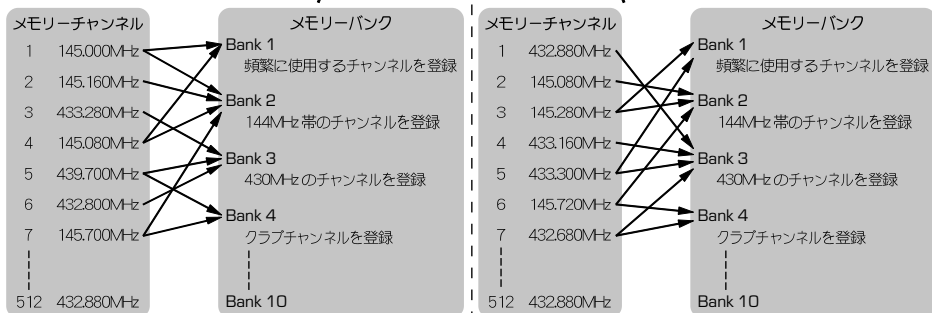 メモリーチャンネル
1 145.000MHz
2 145.160MHz
3 433.280MHz
4 145.080MHz
5 439.700MHz
6 432.800MHz
7 145.700MHz
512 432.880MHz
メモリーバンク
Bank 1
頻繁に使用するチャンネルを登録
Bank 2
144MHz帯のチャンネルを登録
Bank 3
430MHzのチャンネルを登録
Bank 4
クラブチャンネルを登録
Bank 10
メモリーチャンネル
1 432.880MHz
2 145.080MHz
3 145.280MHz
4 433.160MHz
5 433.300MHz
6 145.720MHz
7 432.680MHz
512 432.880MHz
メモリーバンク
Bank 1
頻繁に使用するチャンネルを登録
Bank 2
144MHz帯のチャンネルを登録
Bank 3
430MHzのチャンネルを登録
Bank 4
クラブチャンネルを登録
Bank 10